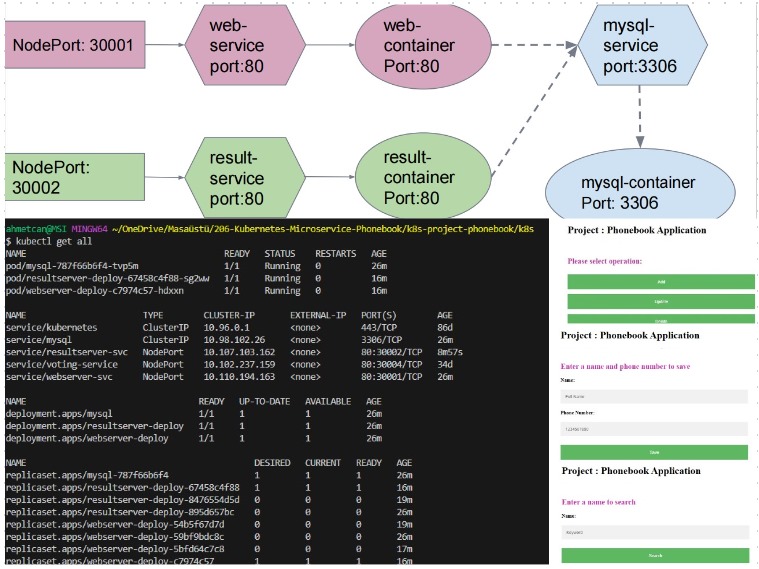 NodePort: 30001
web-
service
port:80
web-
container
Port:80
mysql-
service
port:3306
NodePort:
30002
result-
service
port:80
result-
container
Port:80
mysql-container
Port: 3306
ahmetcan@MSI MINGW64 ~/OneDrive/Masaüstü/206-Kubernetes-Microservice-Phonebook/k8s-project-phonebook/k8s
$ kubectl get all
NAME READY STATUS RESTARTS AGE
pod/mysql-787f66b6f4-tvp5m 1/1 Running 0 26m
pod/resultserver-deploy-67458c4f88-sg2ww 1/1 Running 0 16m
pod/webserver-deploy-c7974c57-hdxxn 1/1 Running 0 16m
NAME TYPE CLUSTER-IP EXTERNAL-IP PORT(S) AGE
service/kubernetes ClusterIP 10.96.0.1 <none> 443/TCP 86d
service/mysql ClusterIP 10.98.102.26 <none> 3306/TCP 26m
service/resultserver-svc NodePort 10.107.103.162 <none> 80:30002/TCP 8m57s
service/voting-service NodePort 10.102.237.159 <none> 80:30004/TCP 34d
service/webserver-svc NodePort 10.110.194.163 <none> 80:30001/TCP 26m
NAME READY UP-TO-DATE AVAILABLE AGE
deployment.apps/mysql 1/1 1 1 26m
deployment.apps/resultserver-deploy 1/1 1 1 26m
deployment.apps/webserver-deploy 1/1 1 1 26m
NAME DESIRED CURRENT READY AGE
replicaset.apps/mysql-787f66b6f4 1 1 1 26m
replicaset.apps/resultserver-deploy-67458c4f88 1 1 1 16m
replicaset.apps/resultserver-deploy-8476554d5d 0 0 0 19m
replicaset.apps/resultserver-deploy-895d657bc 0 0 0 26m
replicaset.apps/webserver-deploy-54b5f67d7d 0 0 0 19m
replicaset.apps/webserver-deploy-59bf9bdc8c 0 0 0 26m
replicaset.apps/webserver-deploy-5bfd64c7c8 0 0 0 17m
replicaset.apps/webserver-deploy-c7974c57 1 1 1 16m
Project : Phonebook Application
Please select operation:
Add
Project : Phonebook Application
Enter a name and phone number to save
Name:
Full Name
Phone Number:
Save
Project : Phonebook Application
Enter a name to search
Name:
Keyword
Search